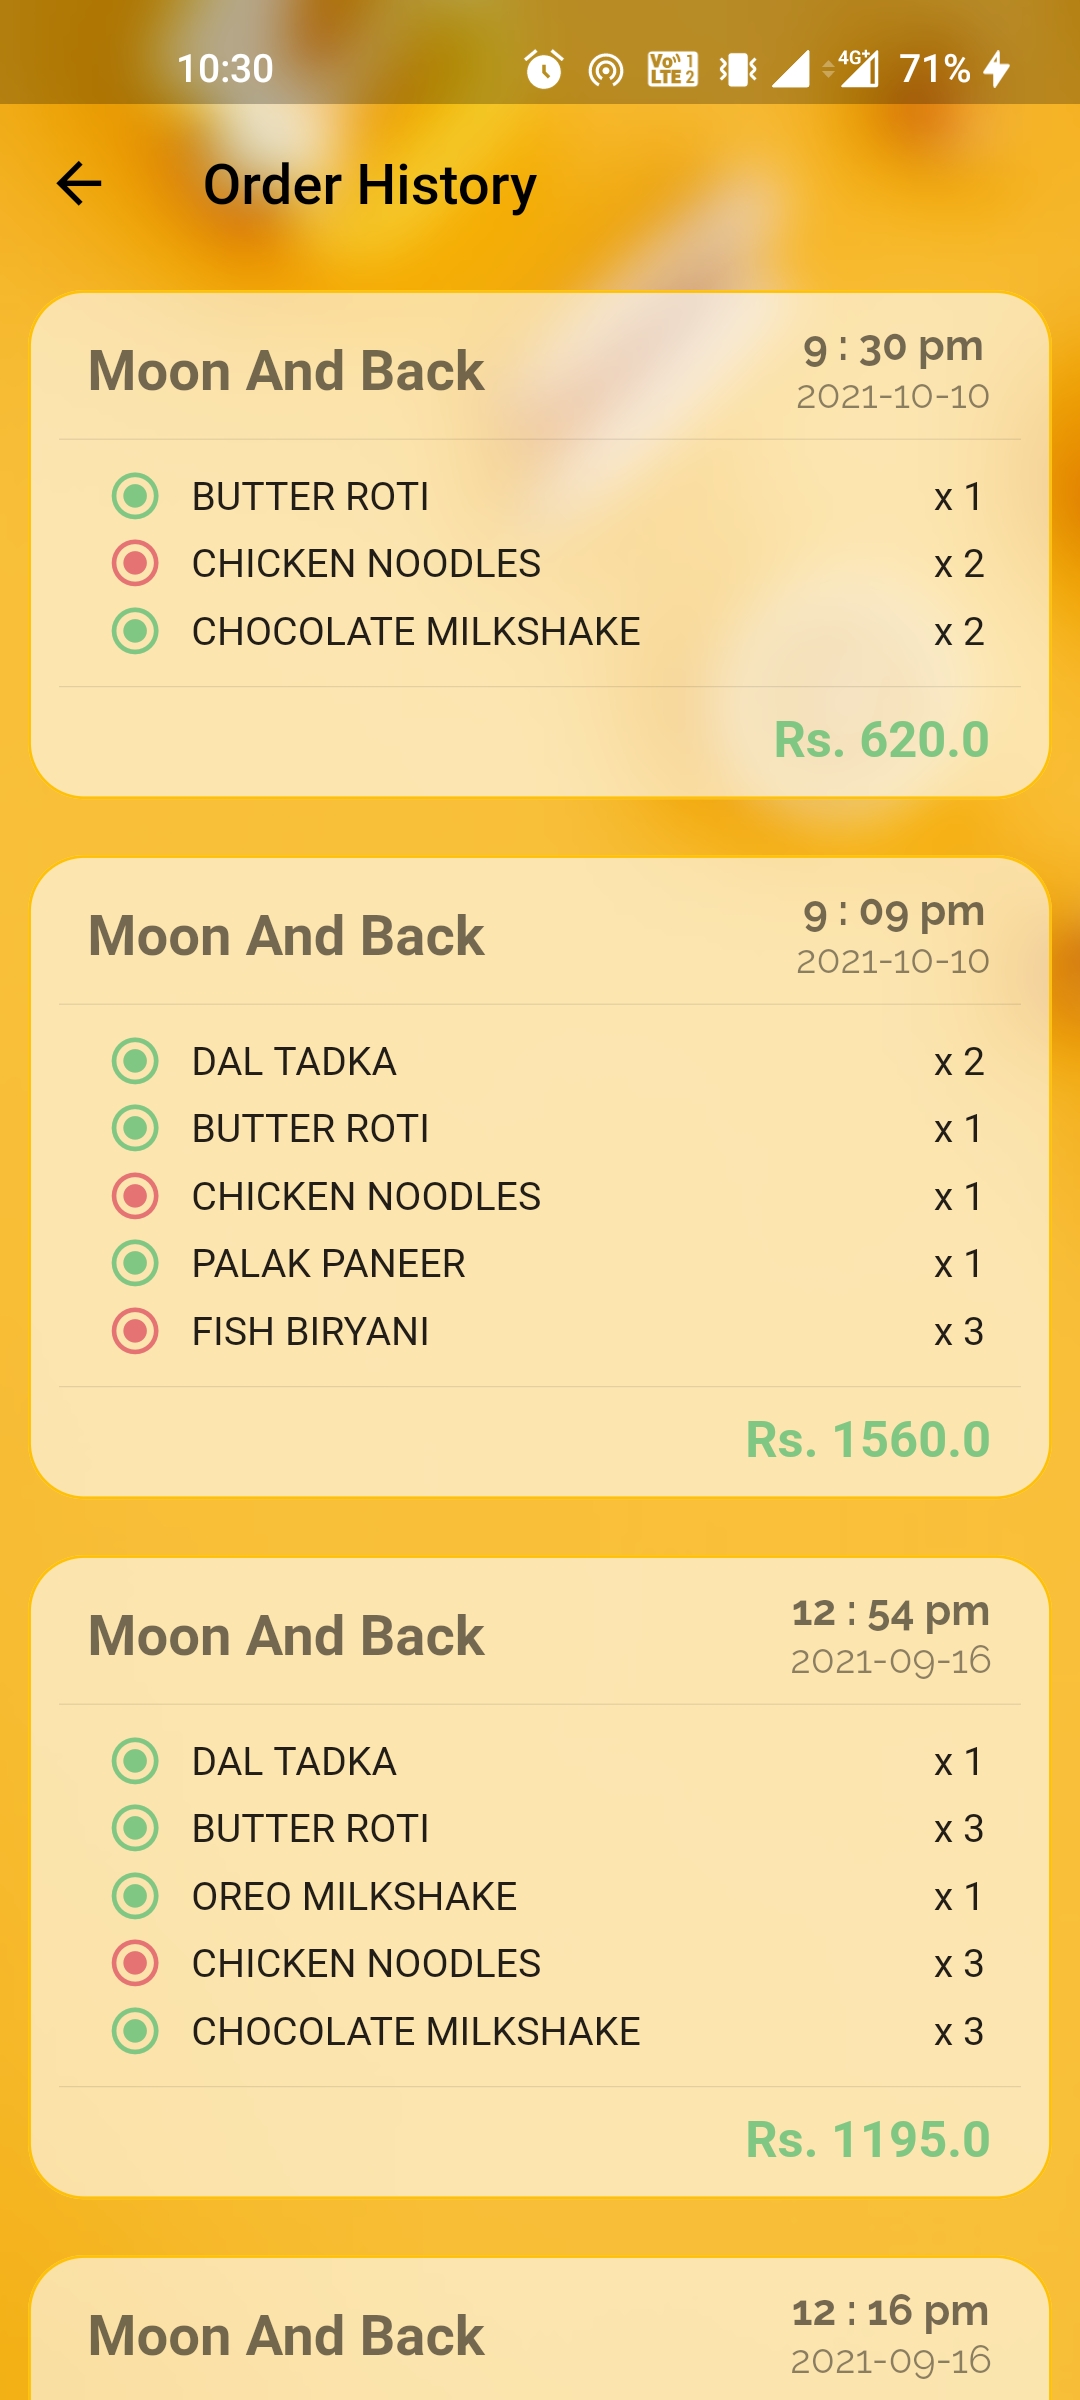 10:30 Vo)) 1 LTE 2 4G+ 71%
Order History
Moon And Back 9 : 30 pm
2021-10-10
BUTTER ROTI x 1
CHICKEN NOODLES x 2
CHOCOLATE MILKSHAKE x 2
Rs. 620.0
Moon And Back 9 : 09 pm
2021-10-10
DAL TADKA x 2
BUTTER ROTI x 1
CHICKEN NOODLES x 1
PALAK PANEER x 1
FISH BIRYANI x 3
Rs. 1560.0
Moon And Back 12 : 54 pm
2021-09-16
DAL TADKA x 1
BUTTER ROTI x 3
OREO MILKSHAKE x 1
CHICKEN NOODLES x 3
CHOCOLATE MILKSHAKE x 3
Rs. 1195.0
Moon And Back 12 : 16 pm
2021-09-16